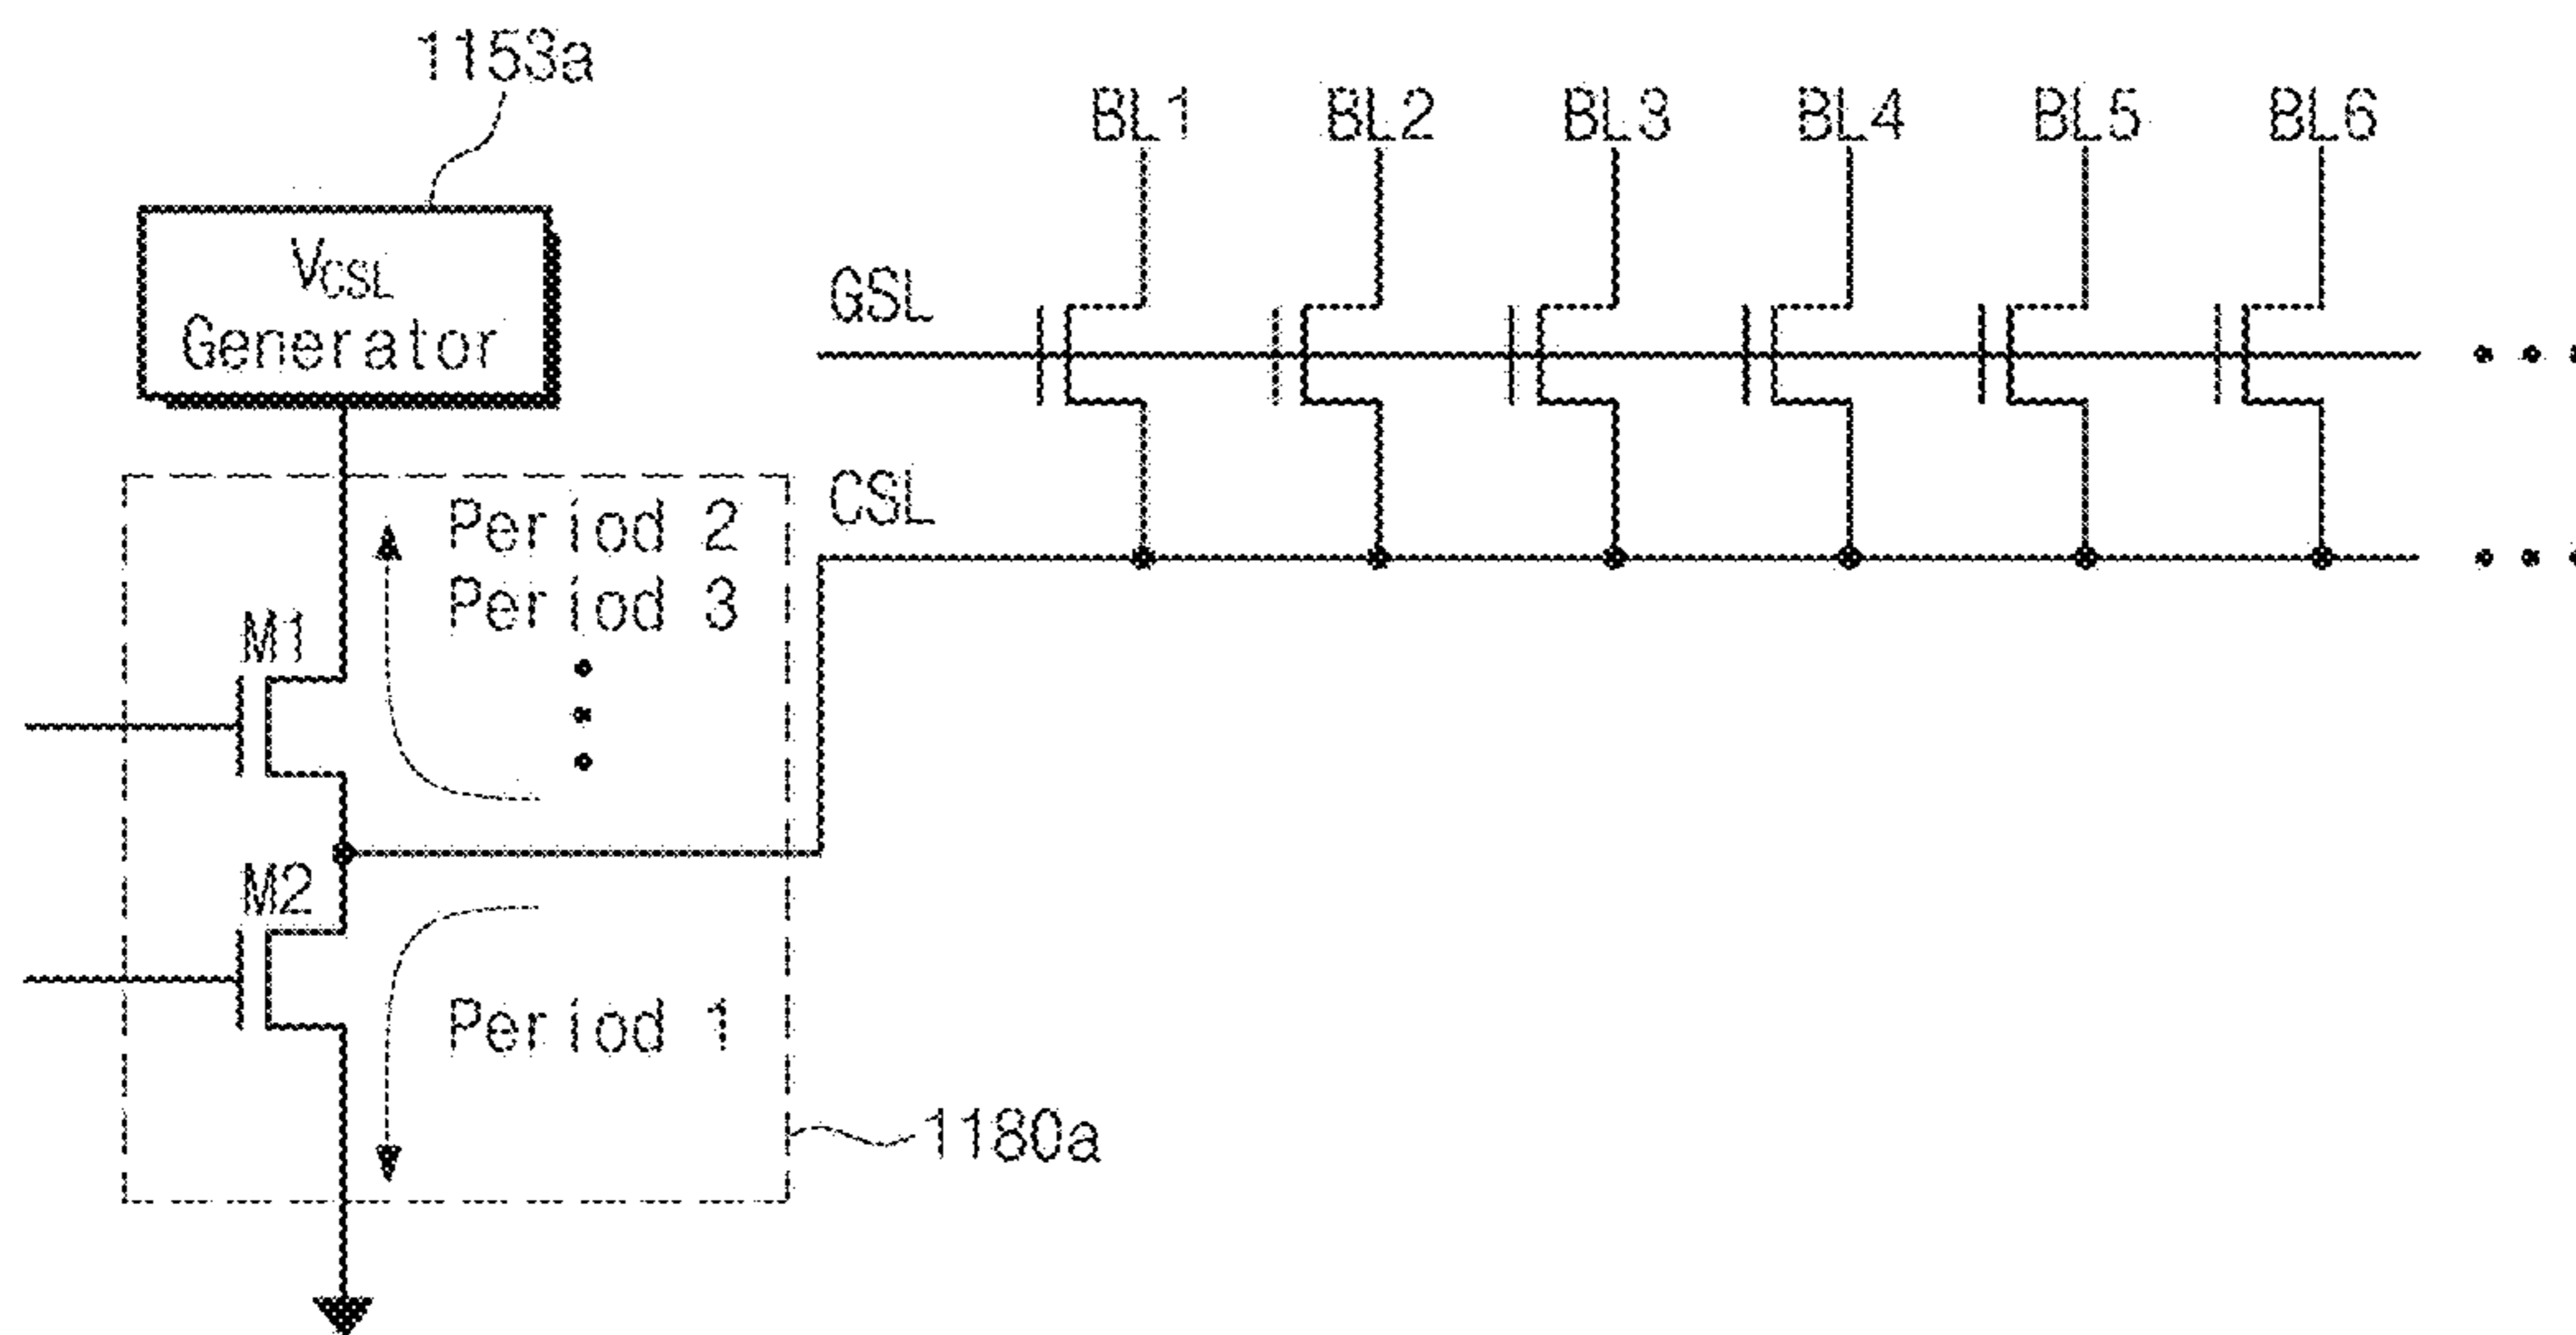 1153a
BL1 BL2 BL3 BL4 BL5 BL6
VCSL
Generator
GSL
CSL
Period 2
Period 3
M1
M2
Period 1
1180a